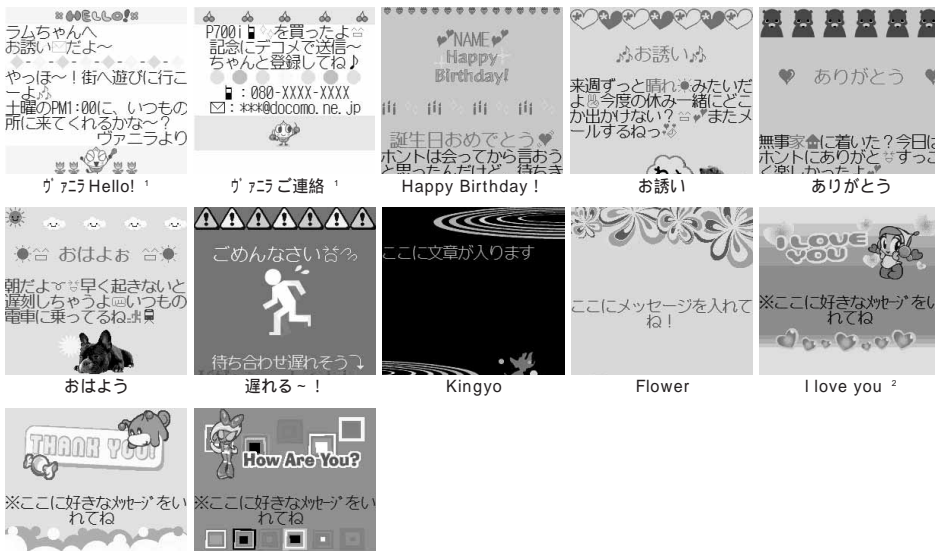 HELLO!
ラムちゃんへ
お誘いだよ～
やっほ～！街へ遊びに行こ
ーよ
土曜のPM1:00に、いつもの
所に来てくれるかな～？
ヴァニラより
ヴァニラHello! 1
P700iを買ったよ
記念にデコメで送信～
ちゃんと登録してね♪
：080-XXXX-XXXX
：***@docomo.ne.jp
ヴァニラご連絡 1
NAME
Happy
Birthday!
誕生日おめでとう
ホントは会ってから言おう
と思ったんだけど、待ちき
Happy Birthday！
お誘い
来週ずっと晴れみたいだ
よ 今度の休み一緒にどこ
か出かけない？またメ
ールするねっ
お誘い
ありがとう
無事家に着いた？今日は
ホントにありがと すっご
く楽しかったよ
ありがとう
おはよぉ
朝だよ 早く起きないと
遅刻しちゃうよ いつもの
電車に乗ってるね
おはよう
ごめんなさい
待ち合わせ遅れそう
遅れる～！
ここに文章が入ります
Kingyo
ここにメッセージを入れて
ね！
Flower
I LOVE
YOU
※ここに好きなメッセージをい
れてね
I love you 2
THANK YOU!
※ここに好きなメッセージをい
れてね
How Are You?
※ここに好きなメッセージをい
れてね